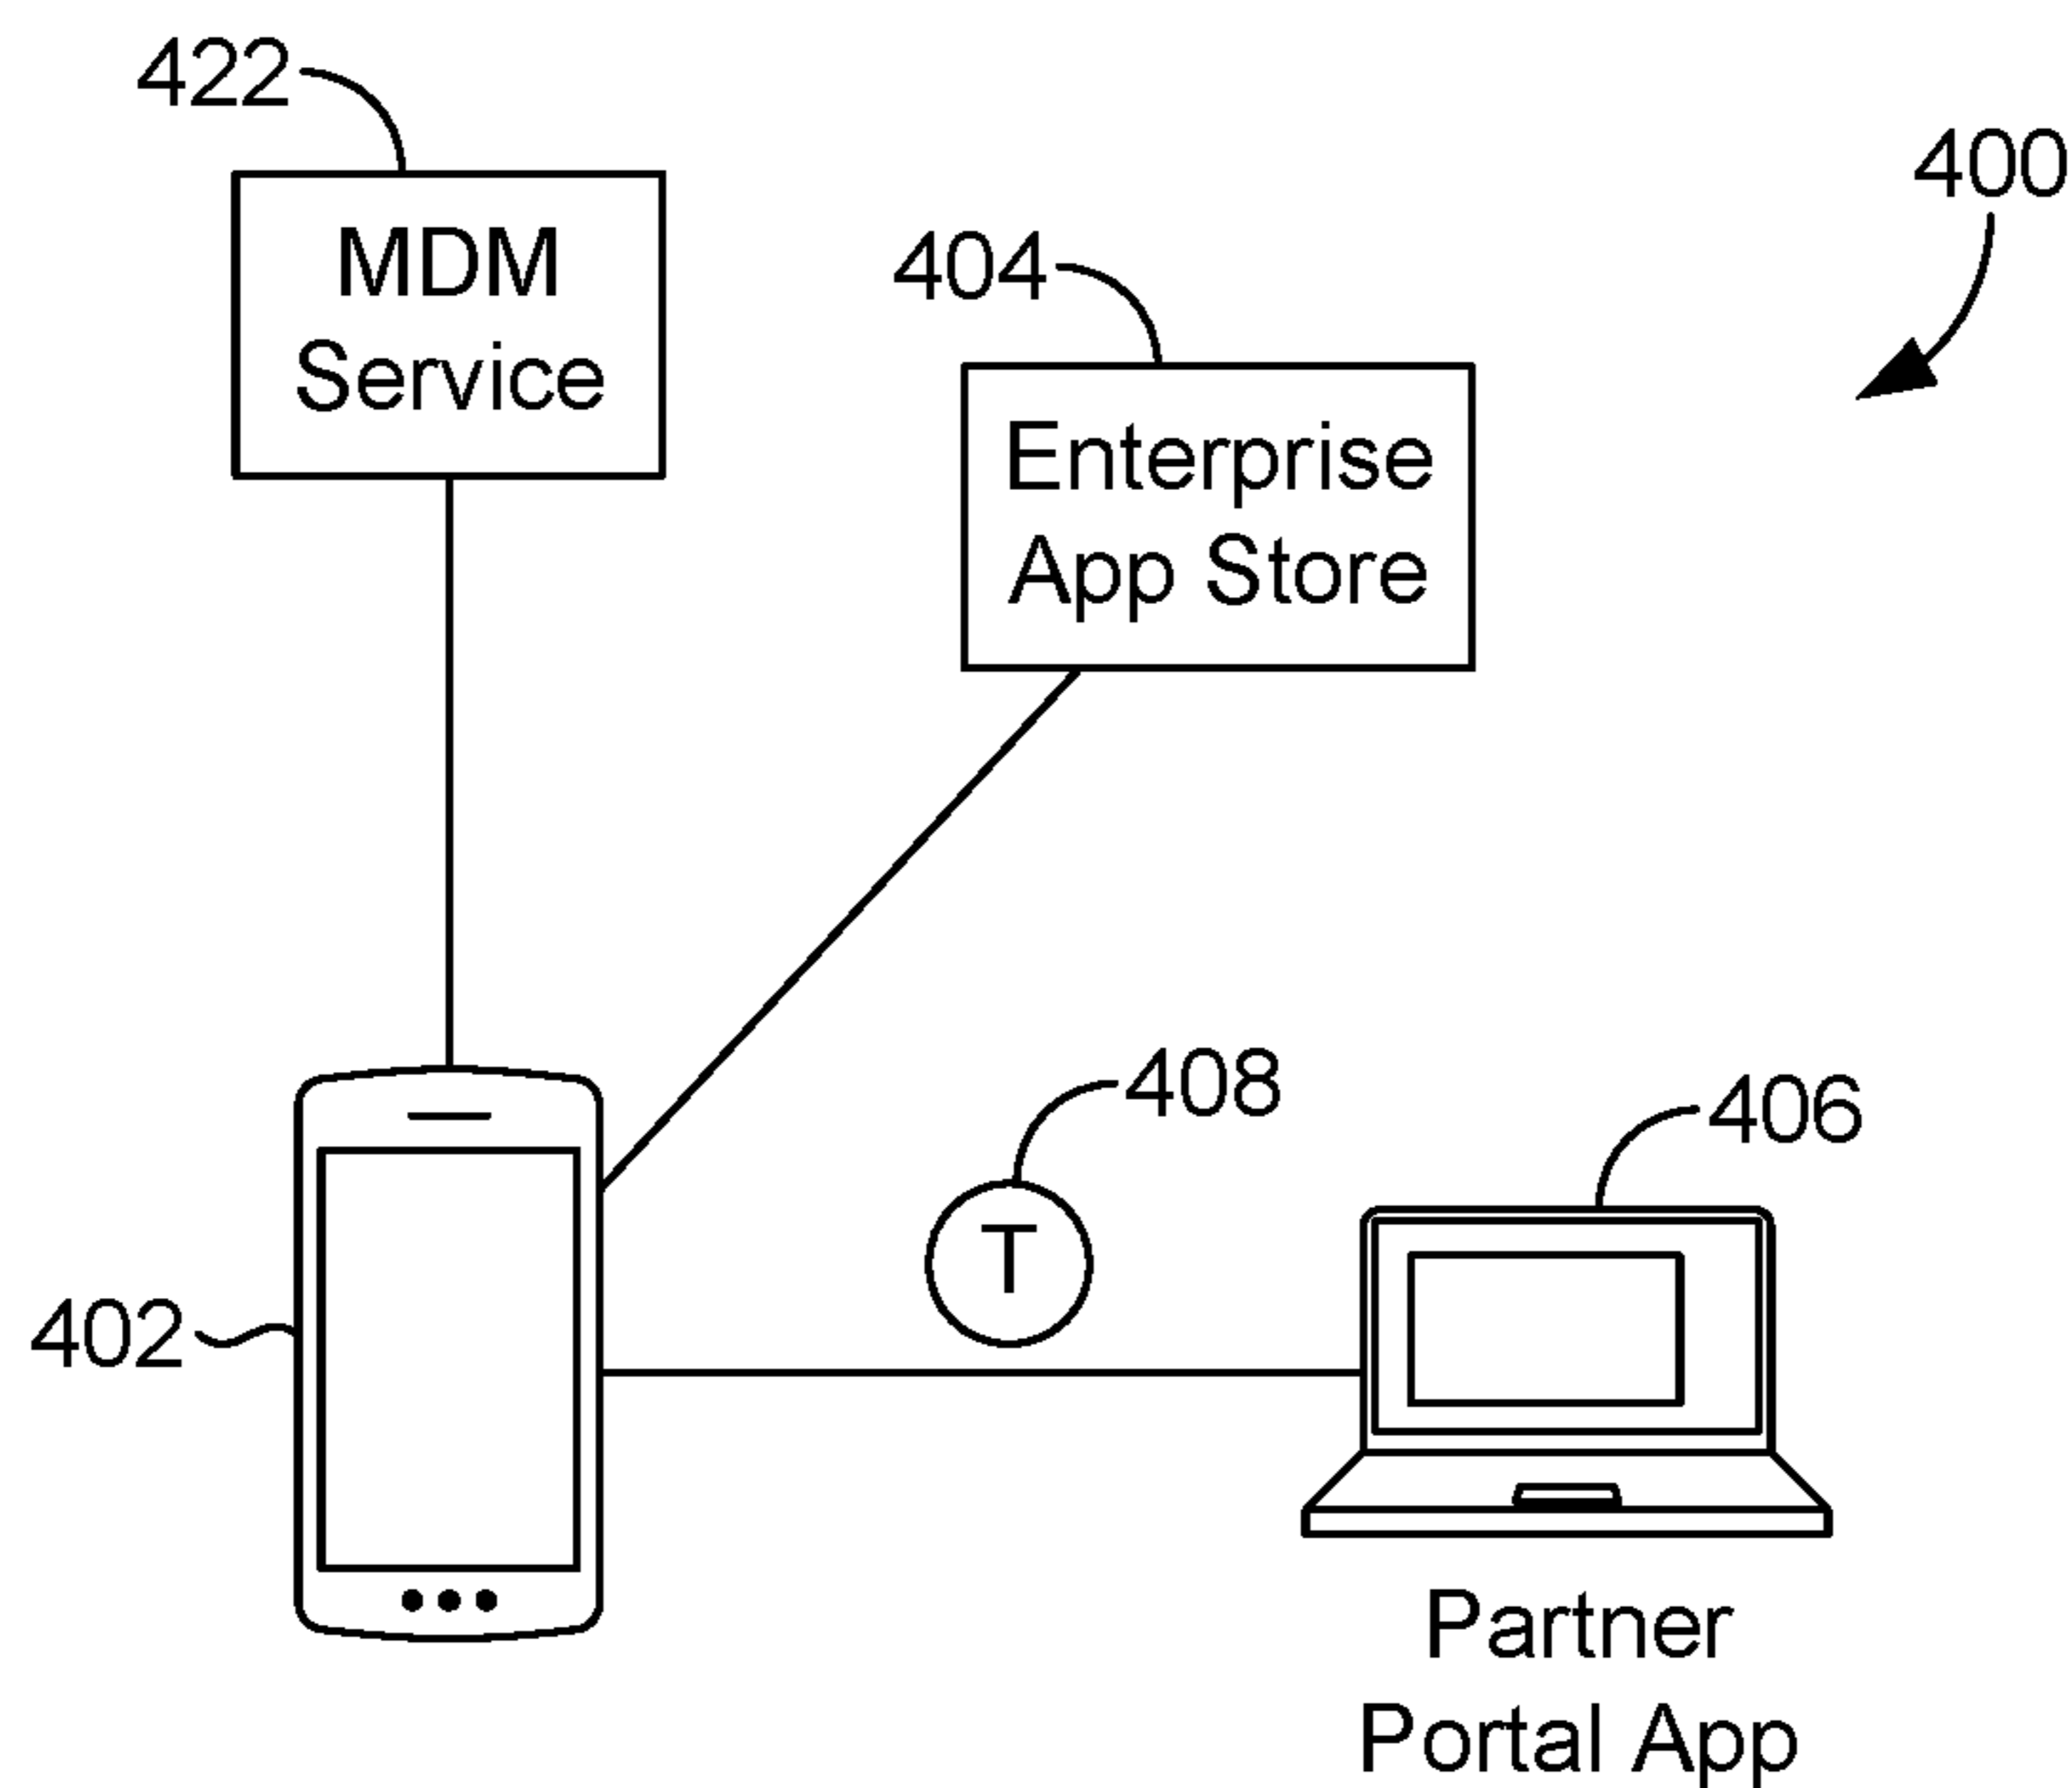 422
MDM
Service
400
404
Enterprise
App Store
408
T
406
402
Partner
Portal App